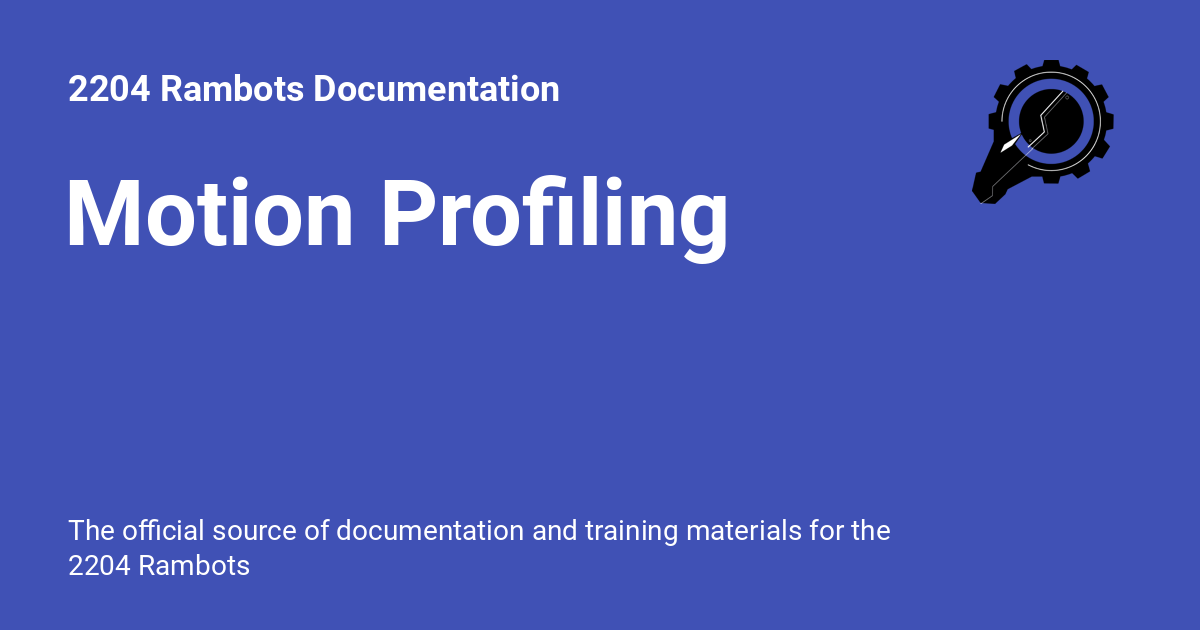 2204 Rambots Documentation
Motion Profiling
The official source of documentation and training materials for the
2204 Rambots